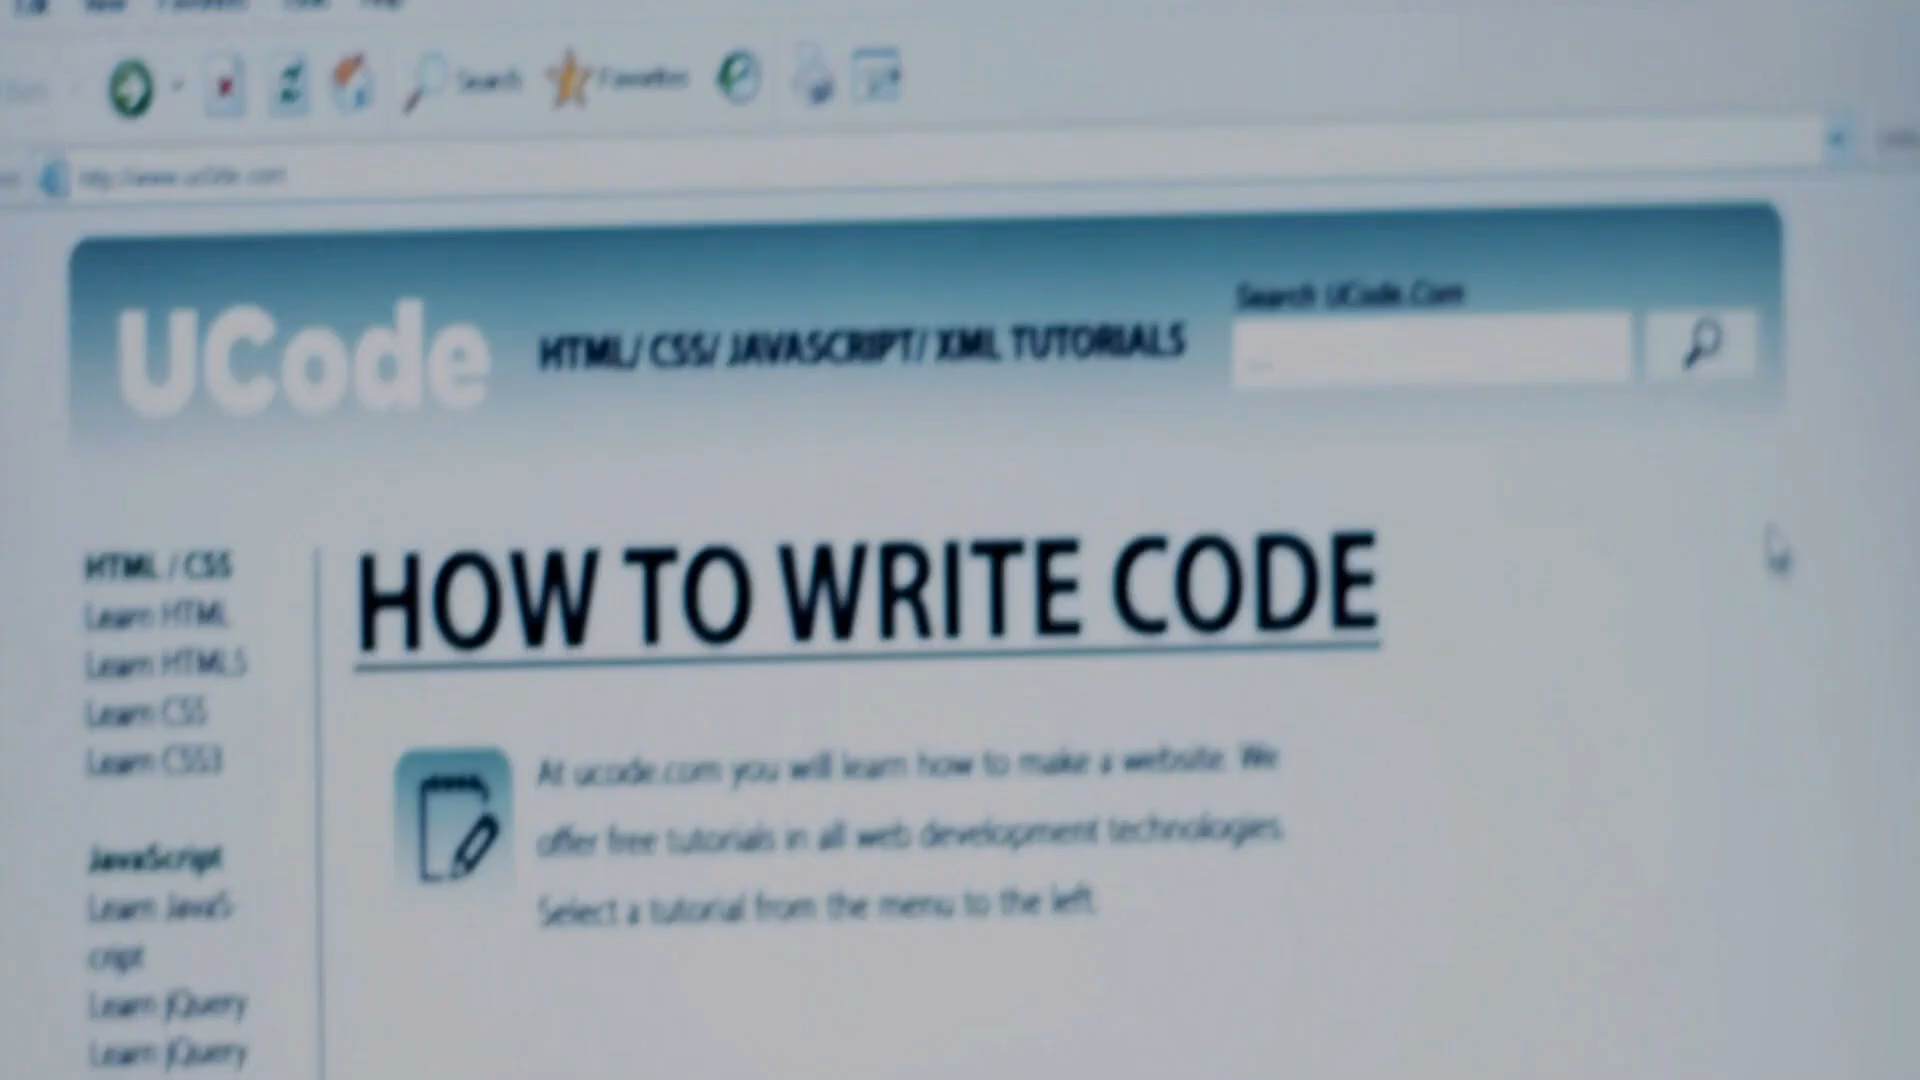 Search
Favorites
UCode
HTML/ CSS/ JAVASCRIPT/ XML TUTORIALS
Search UCode.Com
HTML / CSS
Learn HTML
Learn HTML5
Learn CSS
Learn CSS3
JavaScript
Learn JavaS
cript
Learn jQuery
Learn jQuery
HOW TO WRITE CODE
At ucode.com you will learn how to make a website. We
offer free tutorials in all web development technologies.
Select a tutorial from the menu to the left.